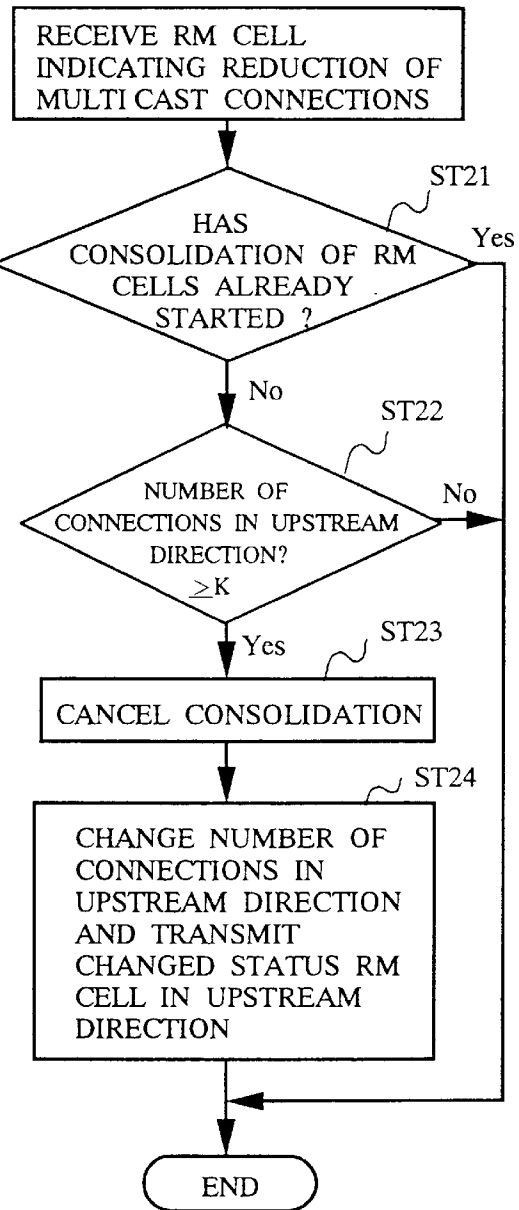 RECEIVE RM CELL
INDICATING REDUCTION OF
MULTI CAST CONNECTIONS
ST21
HAS
CONSOLIDATION OF RM
CELLS ALREADY
STARTED ?
Yes
No
ST22
NUMBER OF
CONNECTIONS IN UPSTREAM
DIRECTION?
≥K
No
Yes
ST23
CANCEL CONSOLIDATION
ST24
CHANGE NUMBER OF
CONNECTIONS IN
UPSTREAM DIRECTION
AND TRANSMIT
CHANGED STATUS RM
CELL IN UPSTREAM
DIRECTION
END